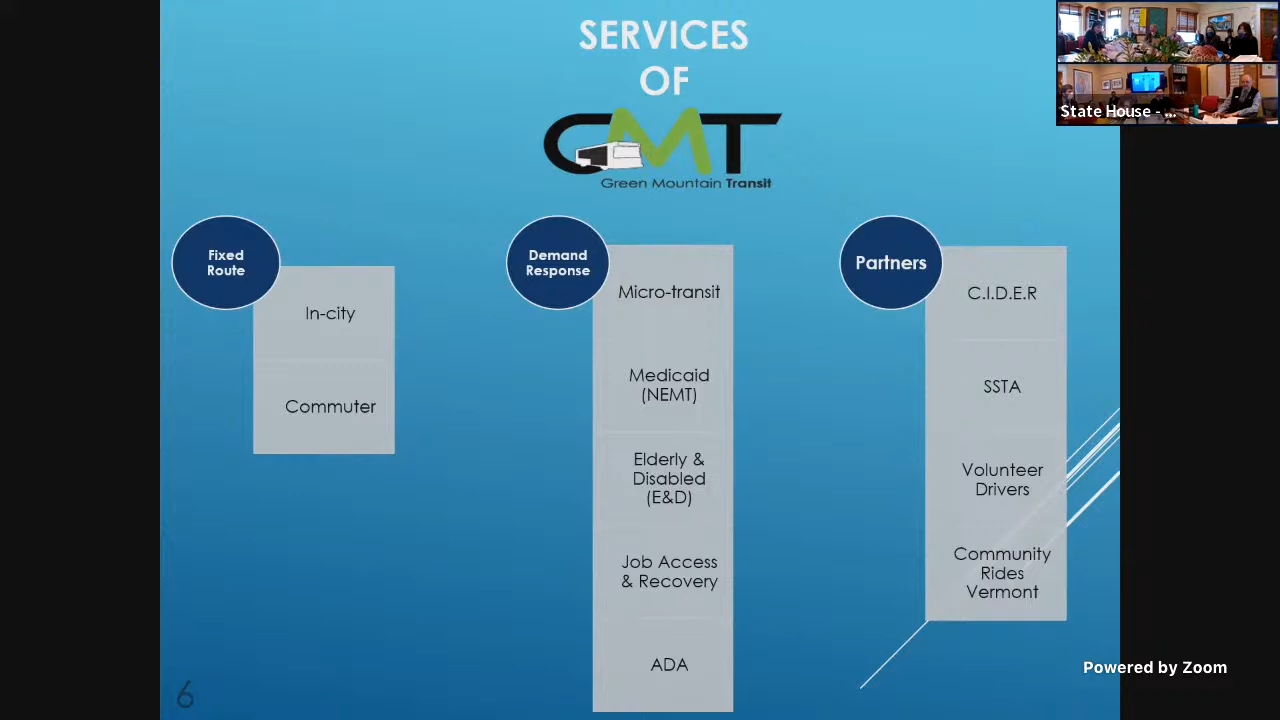 SERVICES
OF
GMT
Green Mountain Transit
State House - ...
Fixed
Route
In-city
Commuter
Demand
Response
Micro-transit
Medicaid
(NEMT)
Elderly &
Disabled
(E&D)
Job Access
& Recovery
ADA
Partners
C.I.D.E.R
SSTA
Volunteer
Drivers
Community
Rides
Vermont
6
Powered by Zoom